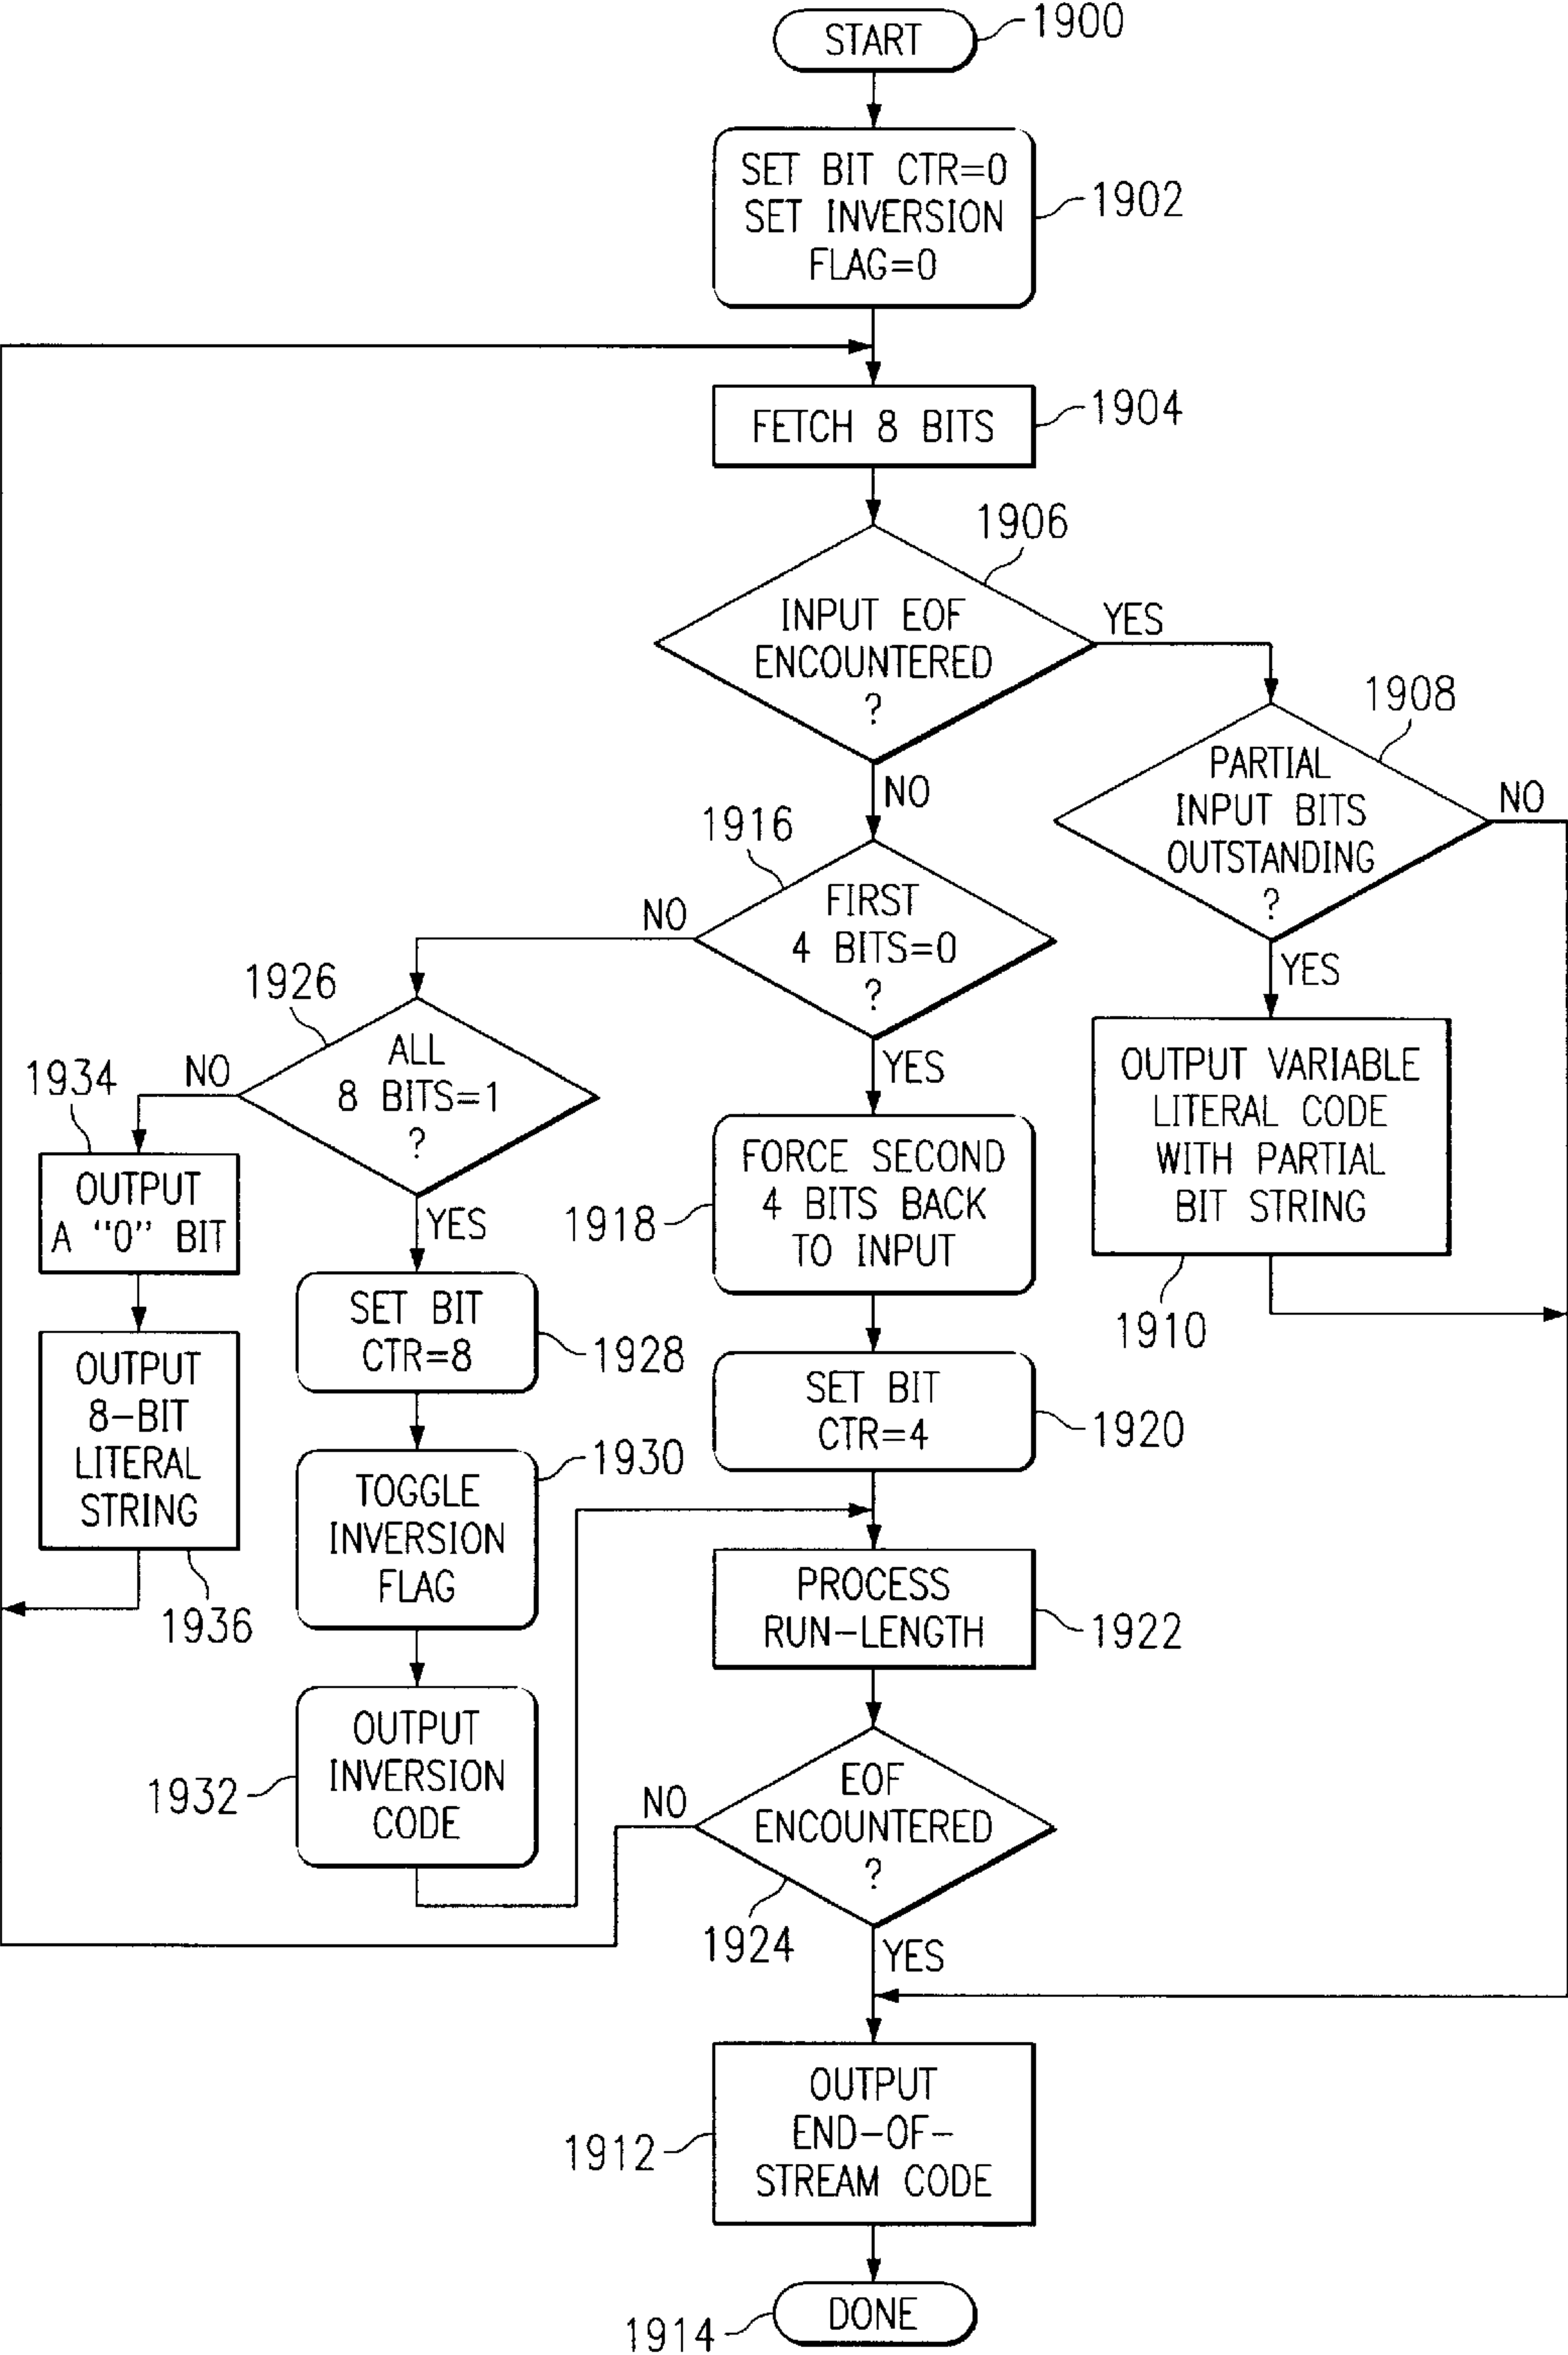 START
1900
SET BIT CTR=0
SET INVERSION
FLAG=0
1902
FETCH 8 BITS
1904
1906
INPUT EOF
ENCOUNTERED
?
YES
NO
1908
PARTIAL
INPUT BITS
OUTSTANDING
?
NO
YES
1916
FIRST
4 BITS=0
?
NO
YES
1926
ALL
8 BITS=1
?
NO
YES
1934
OUTPUT
A “0” BIT
OUTPUT
8-BIT
LITERAL
STRING
1936
SET BIT
CTR=8
1928
TOGGLE
INVERSION
FLAG
1930
OUTPUT
INVERSION
CODE
1932
FORCE SECOND
4 BITS BACK
TO INPUT
1918
SET BIT
CTR=4
1920
OUTPUT VARIABLE
LITERAL CODE
WITH PARTIAL
BIT STRING
1910
PROCESS
RUN-LENGTH
1922
EOF
ENCOUNTERED
?
NO
1924
YES
OUTPUT
END-OF-
STREAM CODE
1912
DONE
1914